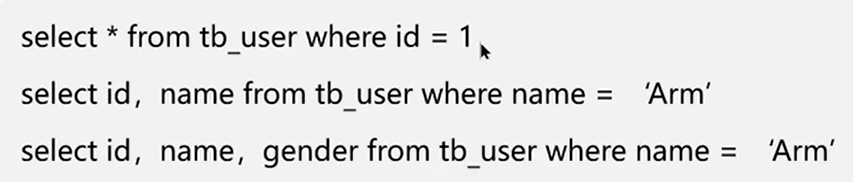 select * from tb_user where id = 1
select id，name from tb_user where name = ‘Arm’
select id，name，gender from tb_user where name = ‘Arm’